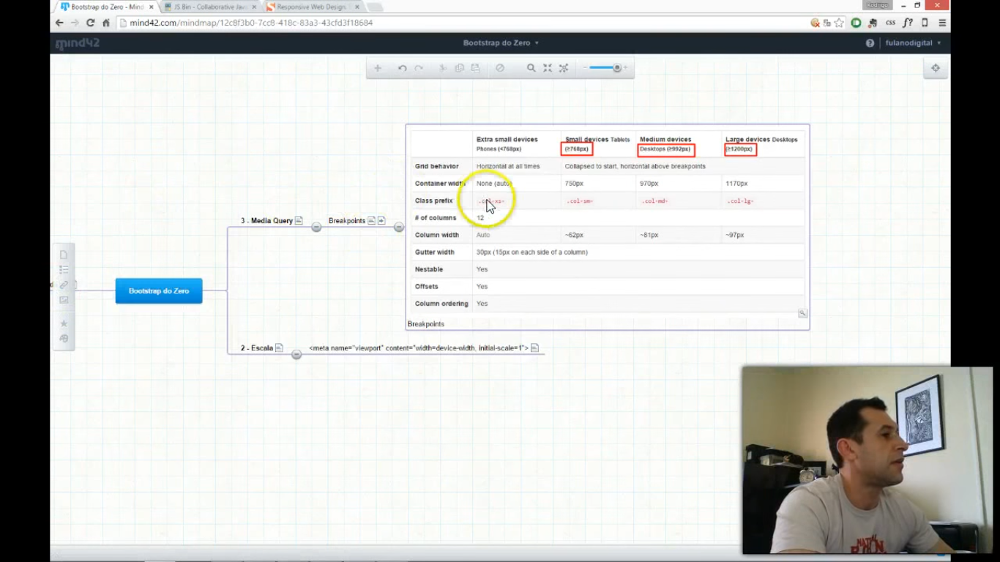 Bootstrap do Zero - Mind
JS Bin - Collaborative Java
Responsive Web Design
Rodrigo
mind42.com/mindmap/12c8f3b0-7cc8-418c-83a3-43cfd3f18684
css
f?
mind42
Bootstrap do Zero
fulanodigital
Extra small devices
Phones (<768px)
Small devices Tablets
(≥768px)
Medium devices
Desktops (≥992px)
Large devices Desktops
(≥1200px)
Grid behavior
Horizontal at all times
Collapsed to start, horizontal above breakpoints
Container width
None (auto)
750px
970px
1170px
Class prefix
.col-xs-
.col-sm-
.col-md-
.col-lg-
# of columns
12
Column width
Auto
~62px
~81px
~97px
Gutter width
30px (15px on each side of a column)
Nestable
Yes
Offsets
Yes
Column ordering
Yes
Breakpoints
3 - Media Query
Breakpoints
Bootstrap do Zero
2 - Escala
<meta name="viewport" content="width=device-width, initial-scale=1">